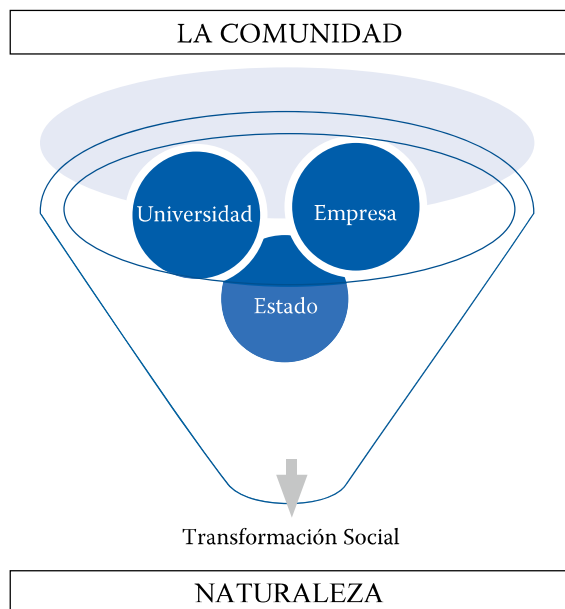 LA COMUNIDAD
Universidad
Empresa
Estado
Transformación Social
NATURALEZA